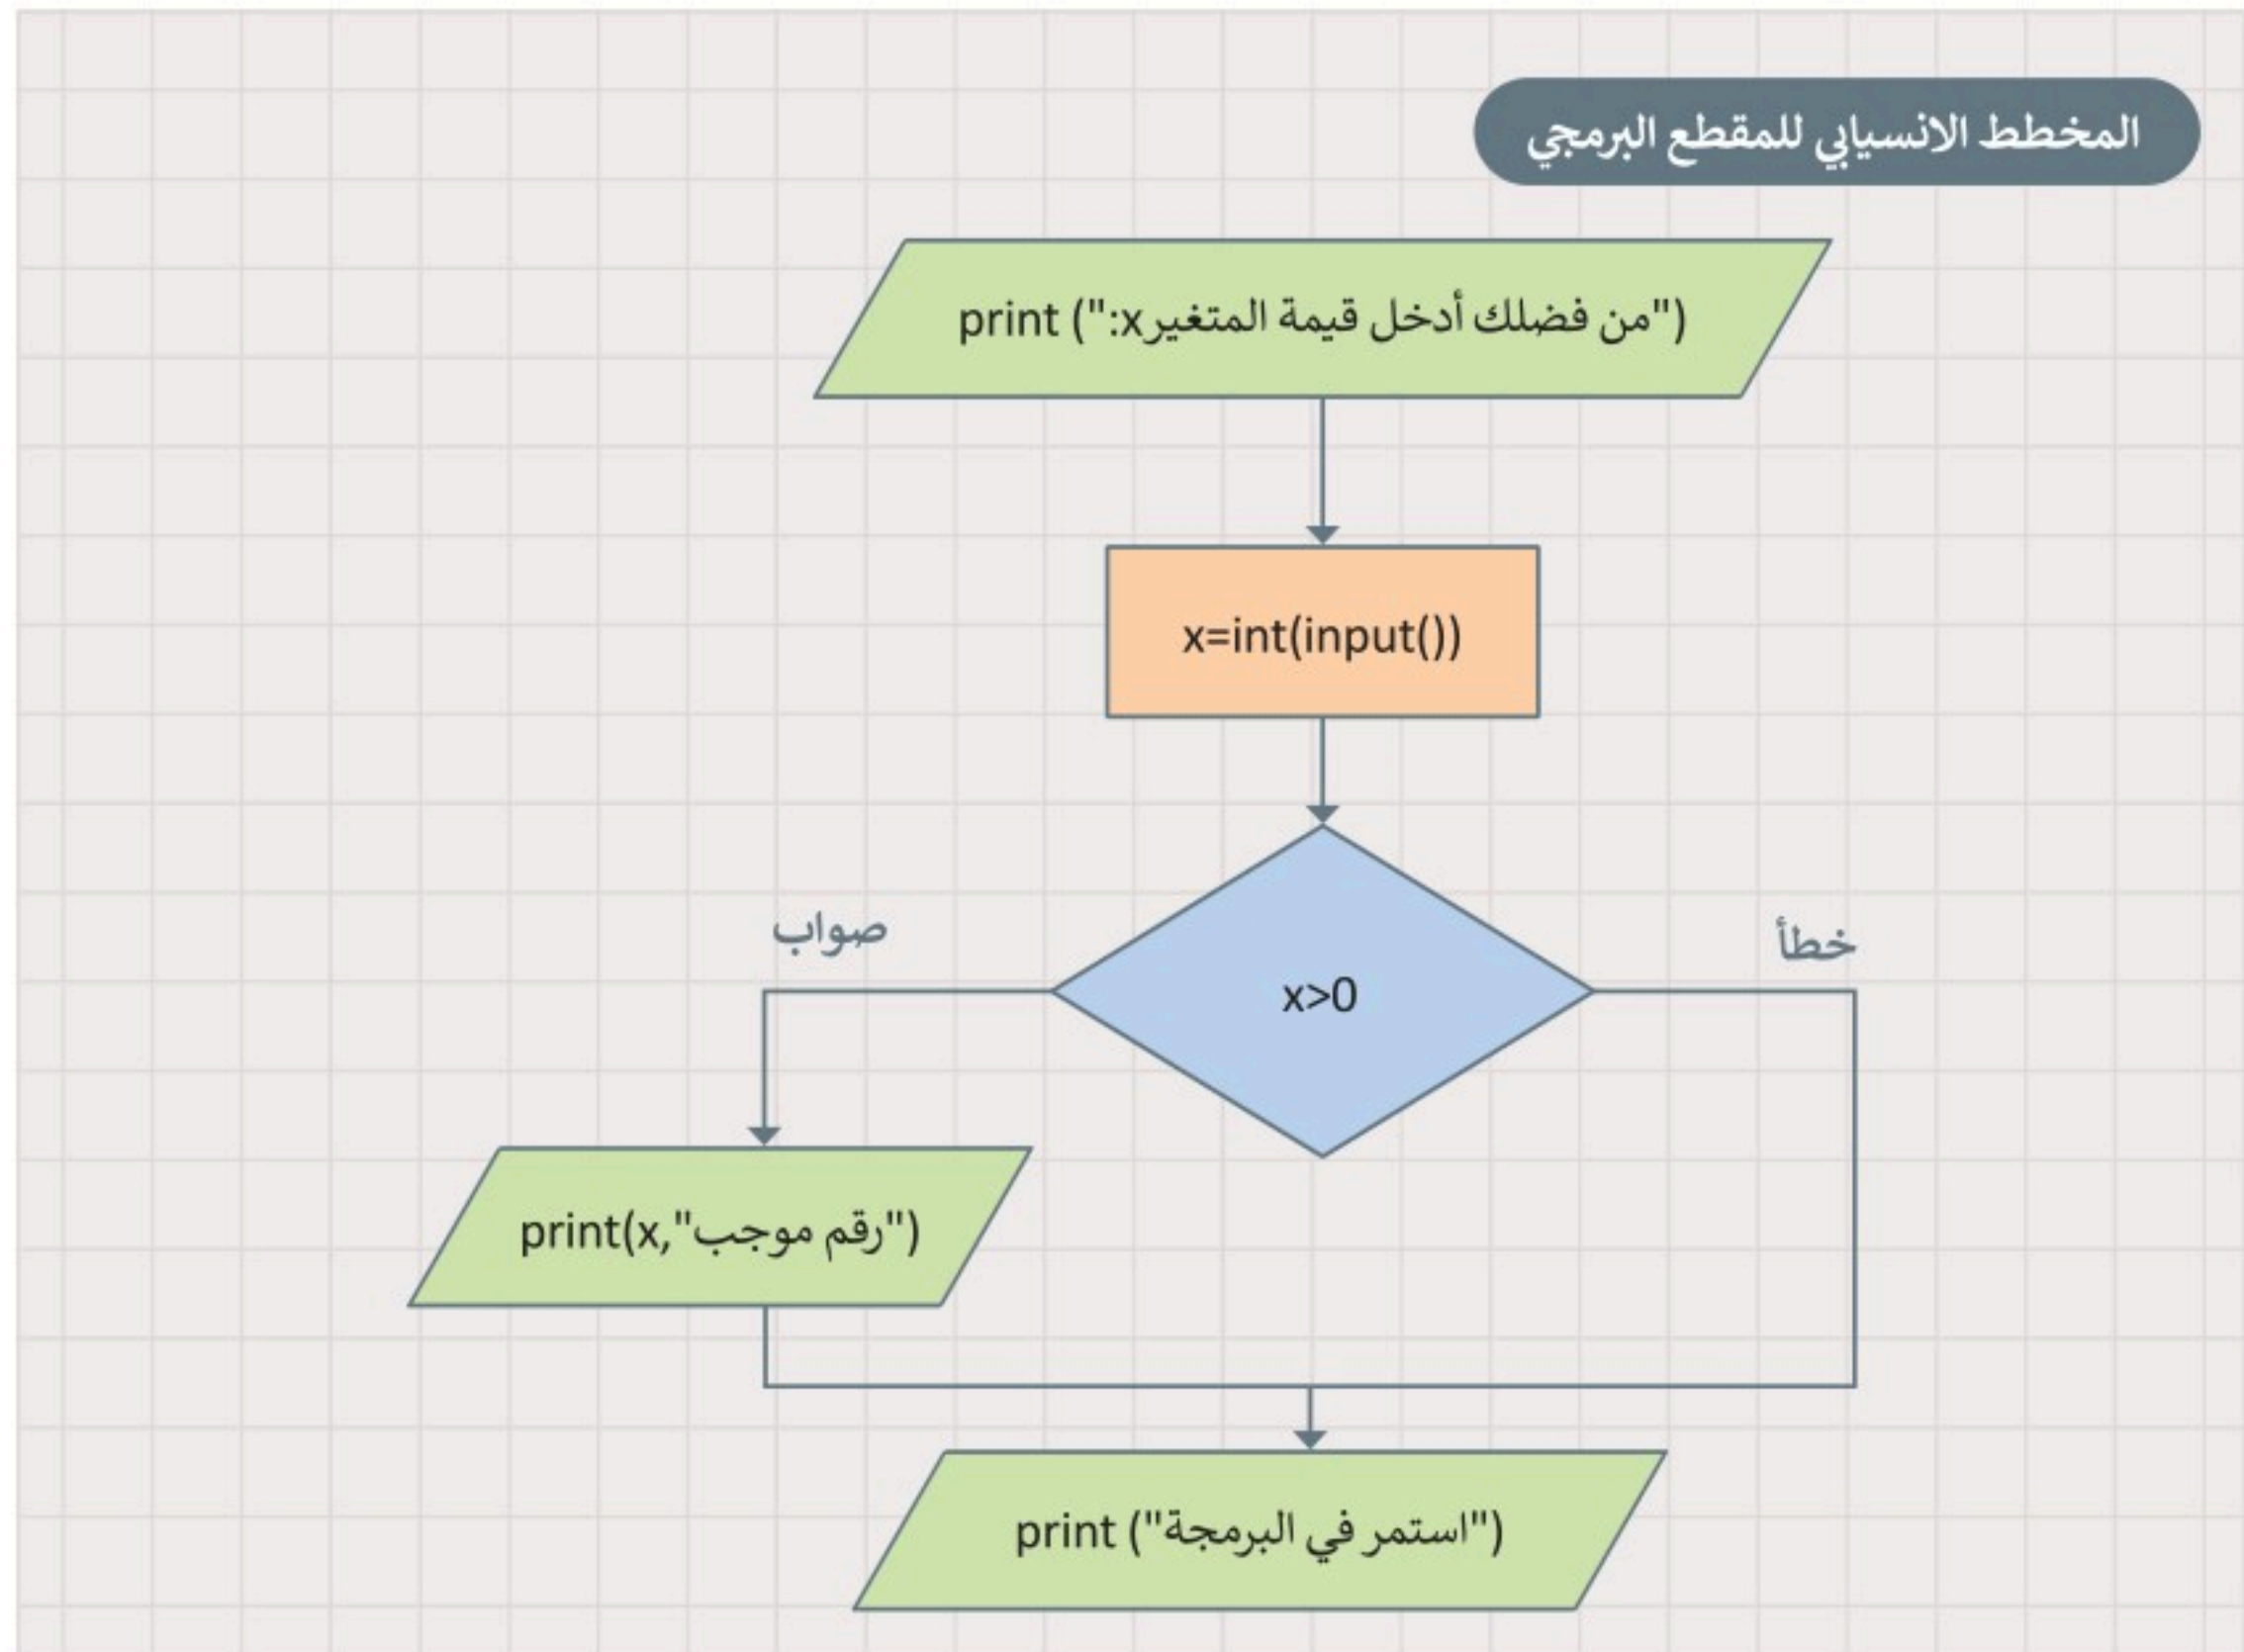 المخطط الانسيابي للمقطع البرمجي
print ("من فضلك أدخل قيمة المتغيرx:")
x=int(input())
x>0
صواب
خطأ
print(x,"رقم موجب")
print ("استمر في البرمجة")